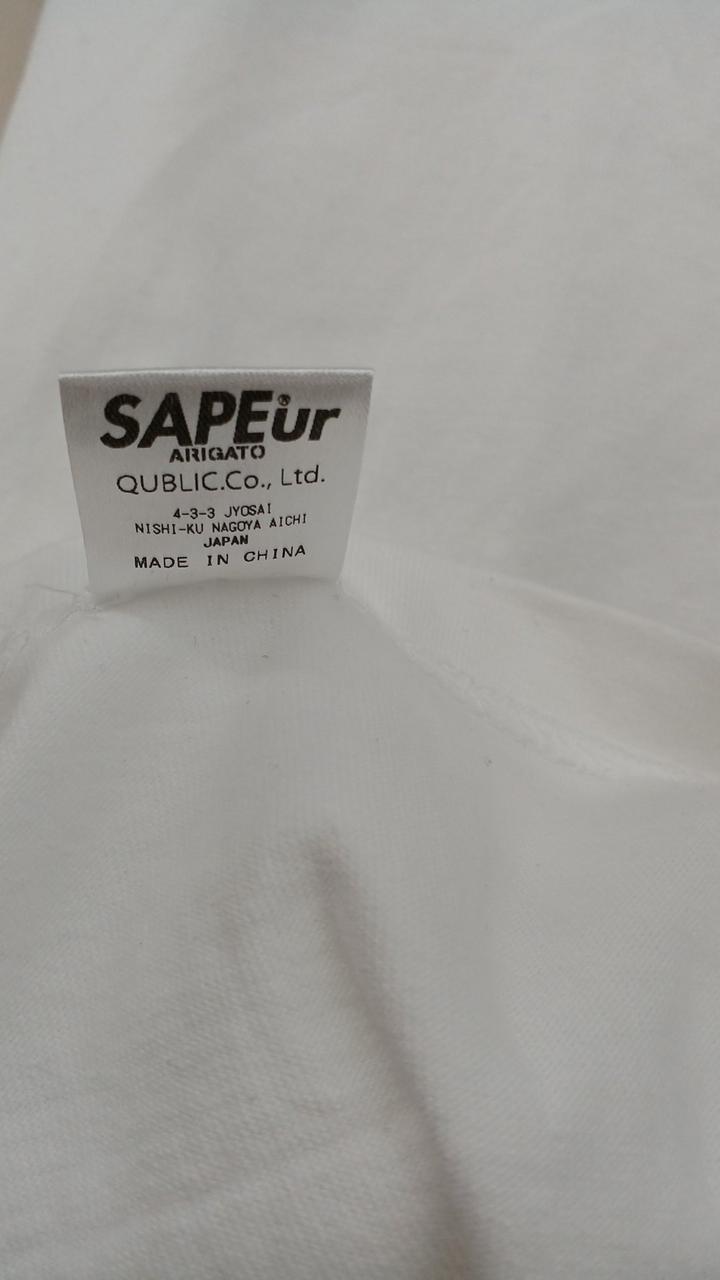 SAPEur®
ARIGATO
QUBLIC.Co., Ltd.
4-3-3 JYOSAI
NISHI-KU NAGOYA AICHI
JAPAN
MADE IN CHINA